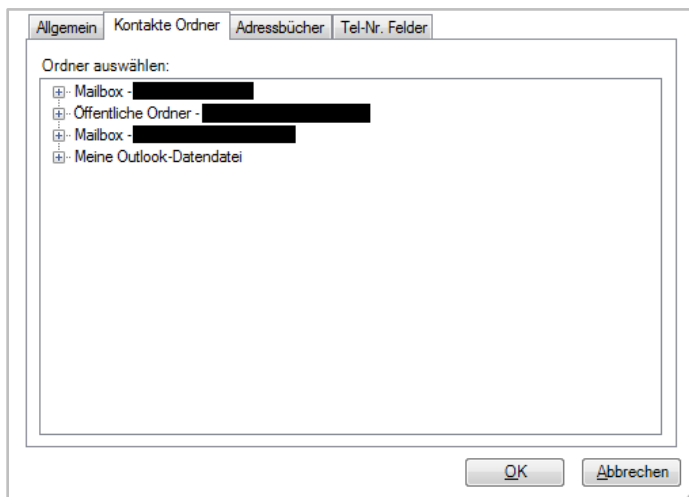 Allgemein Kontakte Ordner Adressbücher Tel-Nr. Felder
Ordner auswählen:
Mailbox -
Öffentliche Ordner -
Mailbox -
Meine Outlook-Datendatei
OK Abbrechen